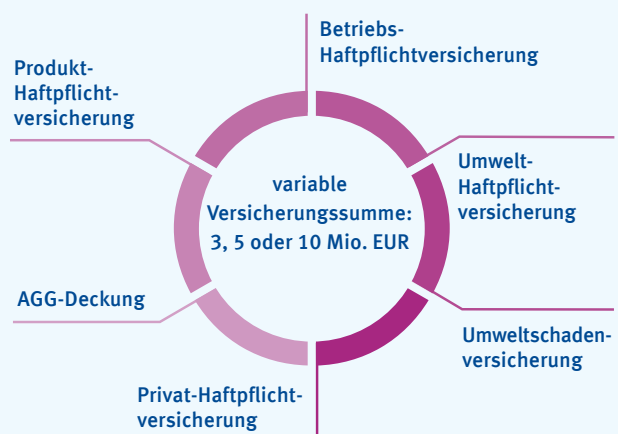 Betriebs-
Haftpflichtversicherung
Produkt-
Haftpflicht-
versicherung
Umwelt-
Haftpflicht-
versicherung
variable
Versicherungssumme:
3, 5 oder 10 Mio. EUR
AGG-Deckung
Umweltschaden-
versicherung
Privat-Haftpflicht-
versicherung